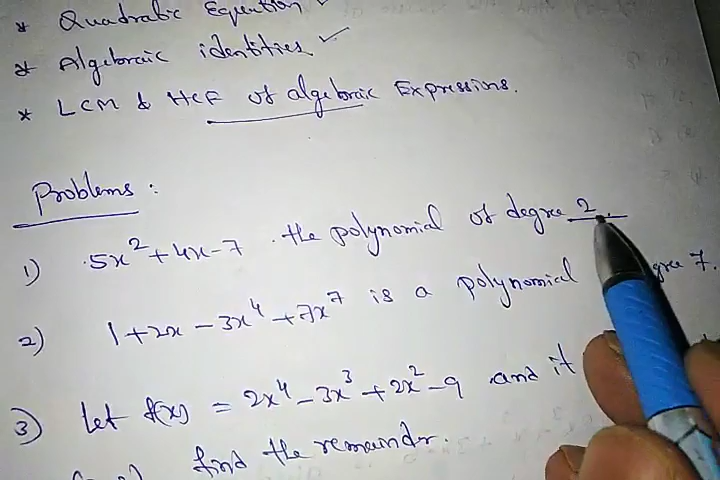 * Quadratic Equation ✓
* Algebraic identities ✓
* LCM & HCF of algebraic Expressions.
Problems :
1) 5x² + 4x - 7 . the polynomial of degree 2.
2) 1 + 2x - 3x⁴ + 7x⁷ is a polynomial 7.
3) let f(x) = 2x⁴ - 3x³ + 2x² - 9 and it
find the remainder.